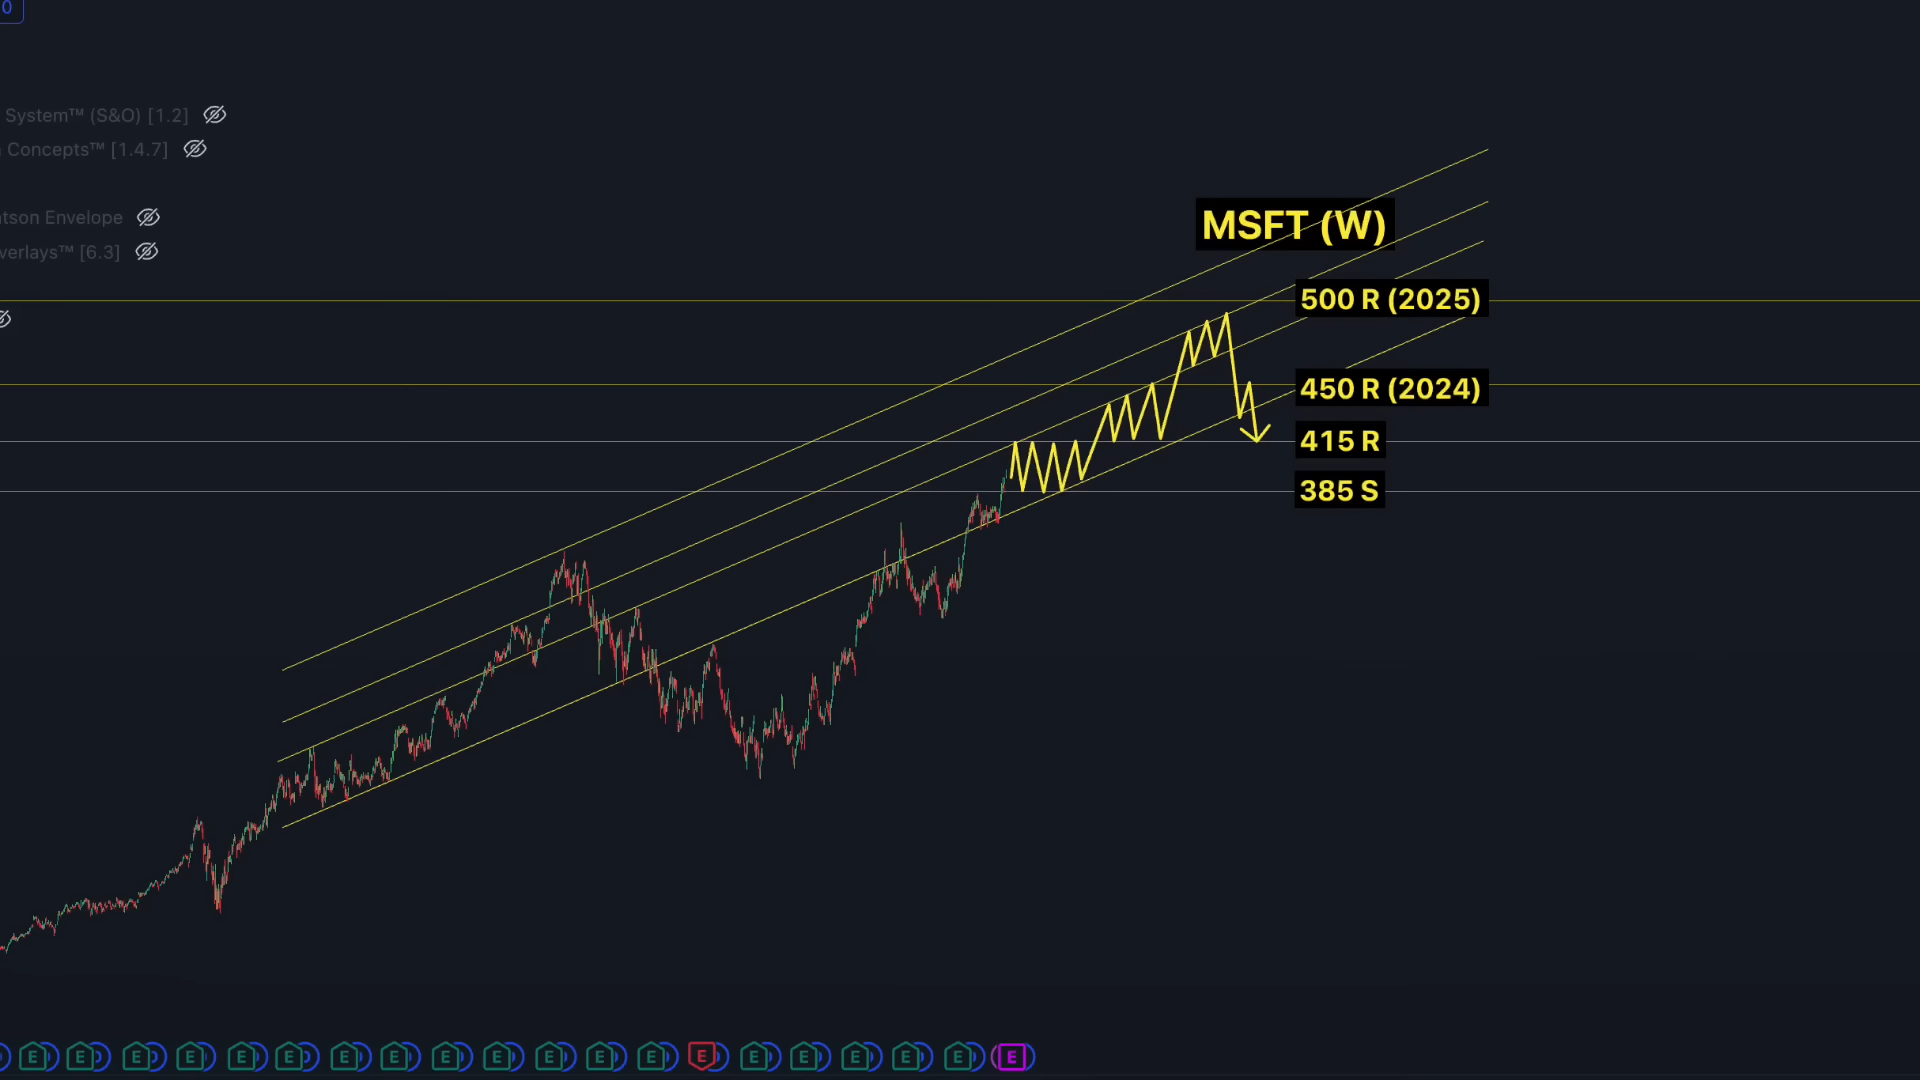 0
System™ (S&O) [1.2]
Concepts™ [1.4.7]
tson Envelope
verlays™ [6.3]
MSFT (W)
500 R (2025)
450 R (2024)
415 R
385 S
E E E E E E E E E E E E E E E E E E E E